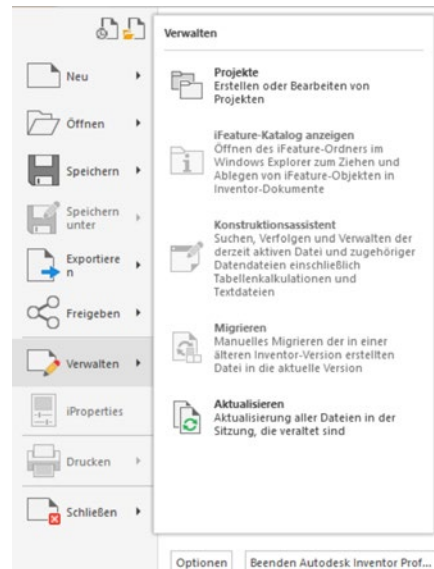 Verwalten
Neu
Öffnen
Speichern
Speichern
unter
Exportiere
n
Freigeben
Verwalten
iProperties
Drucken
Schließen
Projekte
Erstellen oder Bearbeiten von
Projekten
iFeature-Katalog anzeigen
Öffnen des iFeature-Ordners im
Windows Explorer zum Ziehen und
Ablegen von iFeature-Objekten in
Inventor-Dokumente
Konstruktionsassistent
Suchen, Verfolgen und Verwalten der
derzeit aktiven Datei und zugehöriger
Datendateien einschließlich
Tabellenkalkulationen und
Textdateien
Migrieren
Manuelles Migrieren der in einer
älteren Inventor-Version erstellten
Datei in die aktuelle Version
Aktualisieren
Aktualisierung aller Dateien in der
Sitzung, die veraltet sind
Optionen
Beenden Autodesk Inventor Prof...